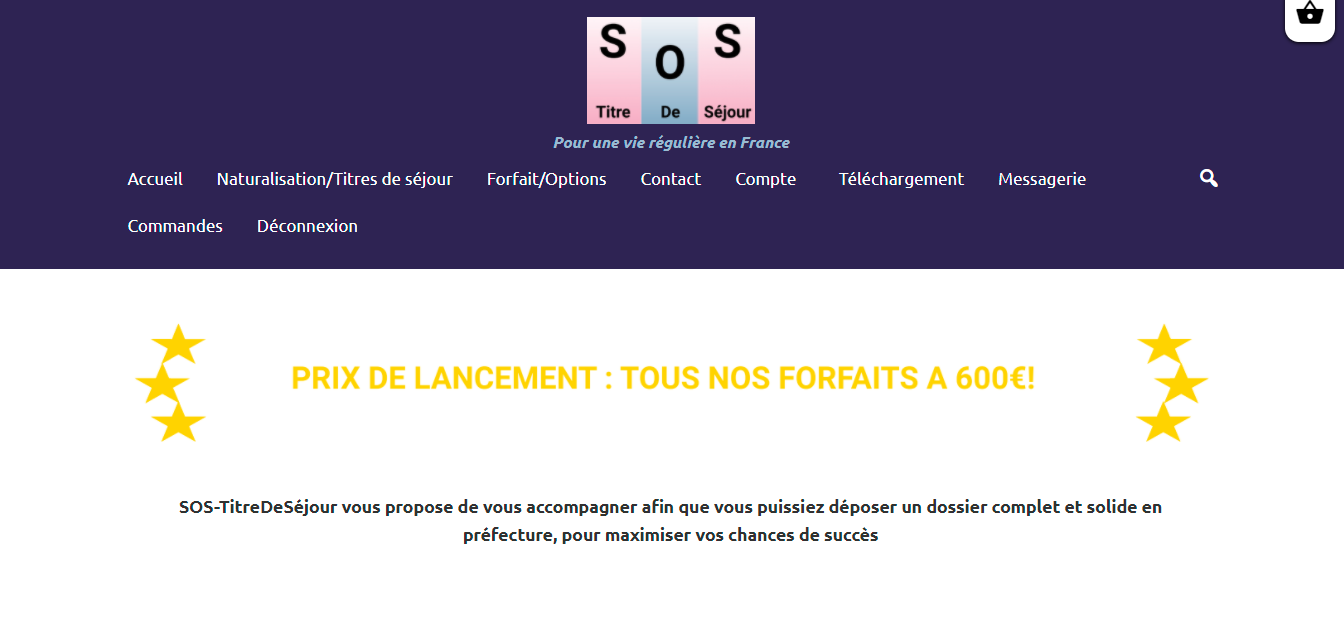 S O S
Titre De Séjour
Pour une vie régulière en France
Accueil Naturalisation/Titres de séjour Forfait/Options Contact Compte Téléchargement Messagerie
Commandes Déconnexion
PRIX DE LANCEMENT : TOUS NOS FORFAITS A 600€!
SOS-TitreDeSéjour vous propose de vous accompagner afin que vous puissiez déposer un dossier complet et solide en
préfecture, pour maximiser vos chances de succès